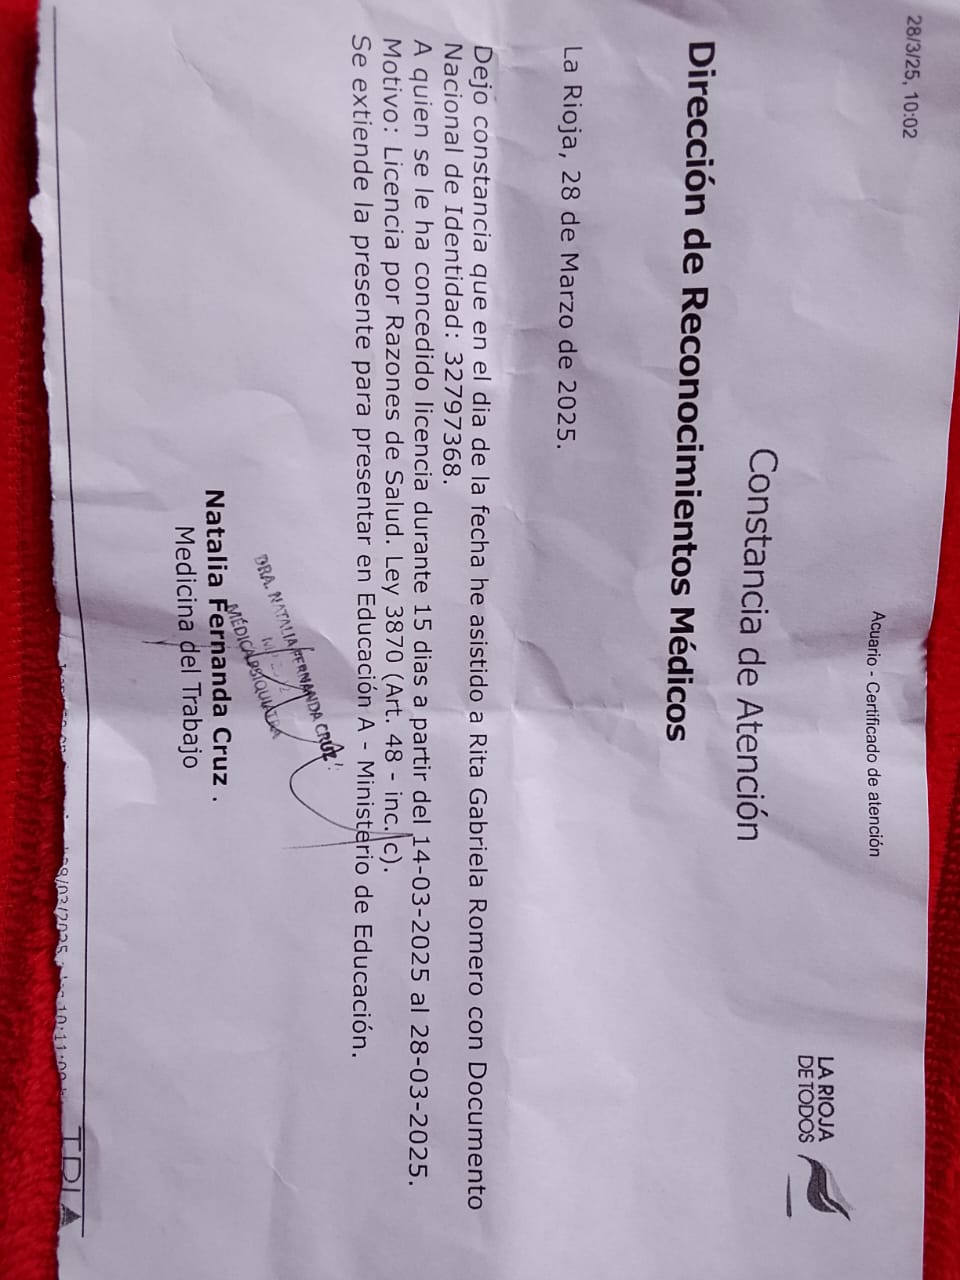 28/3/25, 10:02
Acuario - Certificado de atención
LA RIOJA
DE TODOS
Constancia de Atención
Dirección de Reconocimientos Médicos
La Rioja, 28 de Marzo de 2025.
Dejo constancia que en el dia de la fecha he asistido a Rita Gabriela Romero con Documento
Nacional de Identidad: 32797368.
A quien se le ha concedido licencia durante 15 dias a partir del 14-03-2025 al 28-03-2025.
Motivo: Licencia por Razones de Salud. Ley 3870 (Art. 48 - inc. c).
Se extiende la presente para presentar en Educación A - Ministerio de Educación.
DRA. NATALIA FERNANDA CRUZ
MÉDICA PSIQUIATRA
Natalia Fernanda Cruz .
Medicina del Trabajo